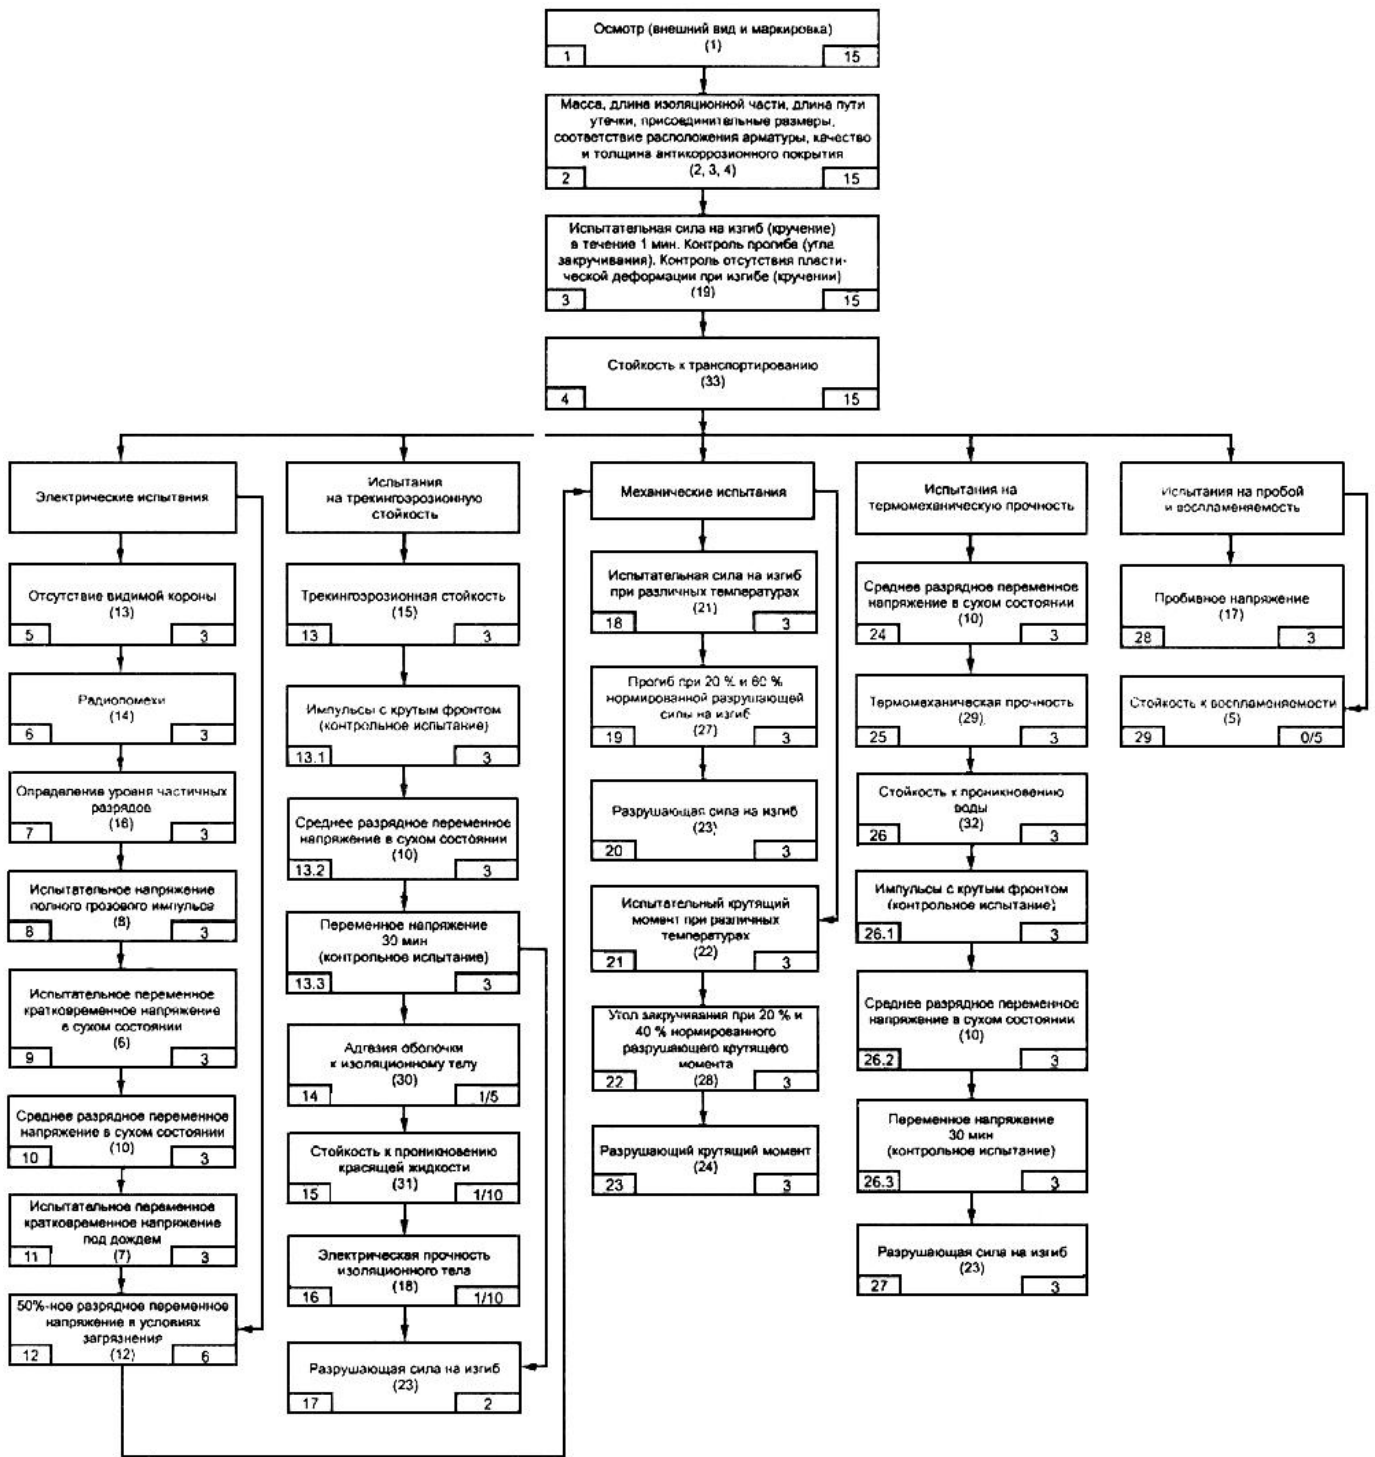 Осмотр (внешний вид и маркировка)
(1)
1
15
Масса, длина изоляционной части, длина пути
утечки, присоединительные размеры,
соответствие расположения арматуры, качество
и толщина антикоррозионного покрытия
(2, 3, 4)
2
15
Испытательная сила на изгиб (кручение)
в течение 1 мин. Контроль прогиба (угла
закручивания). Контроль отсутствия пласти-
ческой деформации при изгибе (кручении)
(19)
3
15
Стойкость к транспортированию
(33)
4
15
Электрические испытания
Отсутствие видимой короны
(13)
5
3
Радиопомехи
(14)
6
3
Определение уровня частичных
разрядов
(16)
7
3
Испытательное напряжение
полного грозового импульса
(8)
8
3
Испытательное переменное
кратковременное напряжение
в сухом состоянии
(6)
9
3
Среднее разрядное переменное
напряжение в сухом состоянии
(10)
10
3
Испытательное переменное
кратковременное напряжение
под дождем
(7)
11
3
50%-ное разрядное переменное
напряжение в условиях
загрязнения
(12)
12
6
Испытания
на трекингоэрозионную
стойкость
Трекингоэрозионная стойкость
(15)
13
3
Импульсы с крутым фронтом
(контрольное испытание)
13.1
3
Среднее разрядное переменное
напряжение в сухом состоянии
(10)
13.2
3
Переменное напряжение
30 мин
(контрольное испытание)
13.3
3
Адгезия оболочки
к изоляционному телу
(30)
14
1/5
Стойкость к проникновению
красящей жидкости
(31)
15
1/10
Электрическая прочность
изоляционного тела
(18)
16
1/10
Разрушающая сила на изгиб
(23)
17
2
Механические испытания
Испытательная сила на изгиб
при различных температурах
(21)
18
3
Прогиб при 20 % и 60 %
нормированной разрушающей
силы на изгиб
(27)
19
3
Разрушающая сила на изгиб
(23)
20
3
Испытательный крутящий
момент при различных
температурах
(22)
21
3
Угол закручивания при 20 % и
40 % нормированного
разрушающего крутящего
момента
(28)
22
3
Разрушающий крутящий момент
(24)
23
3
Испытания на
термомеханическую прочность
Среднее разрядное переменное
напряжение в сухом состоянии
(10)
24
3
Термомеханическая прочность
(29)
25
3
Стойкость к проникновению
воды
(32)
26
3
Импульсы с крутым фронтом
(контрольное испытание)
26.1
3
Среднее разрядное переменное
напряжение в сухом состоянии
(10)
26.2
3
Переменное напряжение
30 мин
(контрольное испытание)
26.3
3
Разрушающая сила на изгиб
(23)
27
3
Испытания на пробой
и воспламеняемость
Пробивное напряжение
(17)
28
3
Стойкость к воспламеняемости
(5)
29
0/5